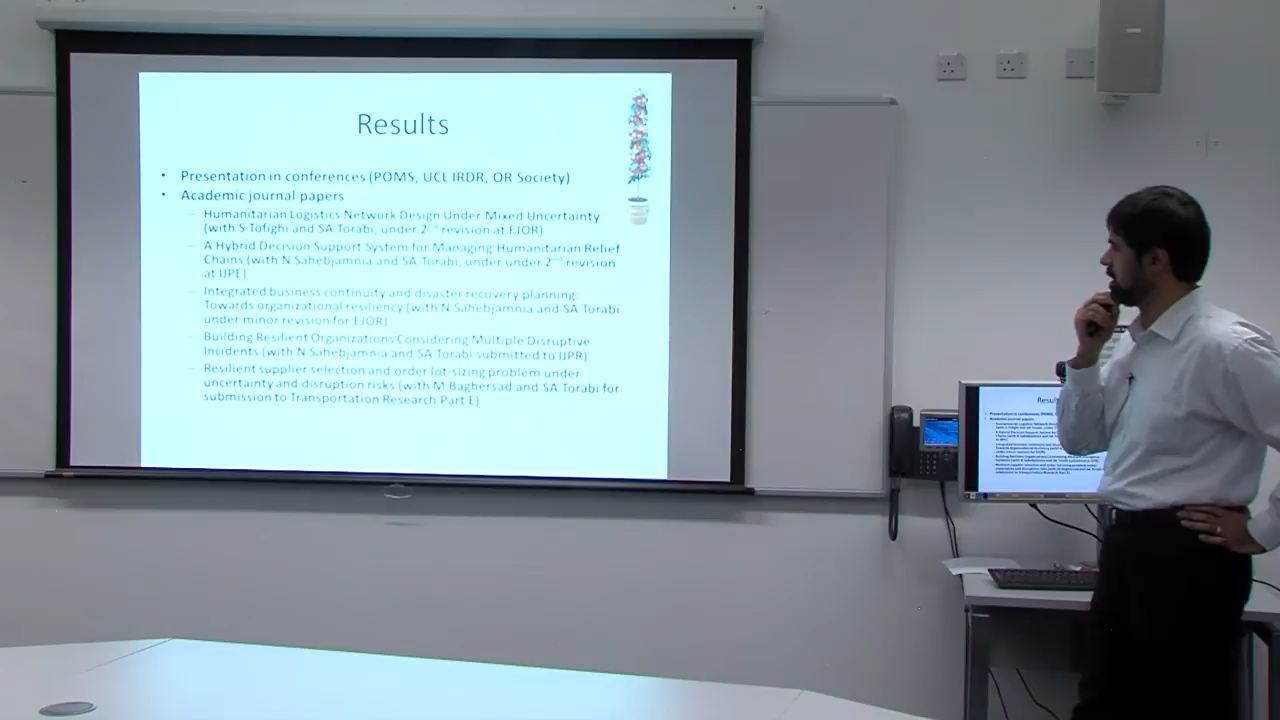 Results
• Presentation in conferences (POMS, UCL IRDR, OR Society)
• Academic journal papers
– Humanitarian Logistics Network Design Under Mixed Uncertainty
(with S Tofighi and SA Torabi, under 2nd revision at EJOR)
– A Hybrid Decision Support System for Managing Humanitarian Relief
Chains (with N Sahebjamnia and SA Torabi, under under 2nd revision
at IJPE)
– Integrated business continuity and disaster recovery planning:
Towards organizational resiliency (with N Sahebjamnia and SA Torabi
under minor revision for EJOR)
– Building Resilient Organizations Considering Multiple Disruptive
Incidents (with N Sahebjamnia and SA Torabi submitted to IJPR)
– Resilient supplier selection and order lot-sizing problem under
uncertainty and disruption risks (with M Baghersad and SA Torabi for
submission to Transportation Research Part E)